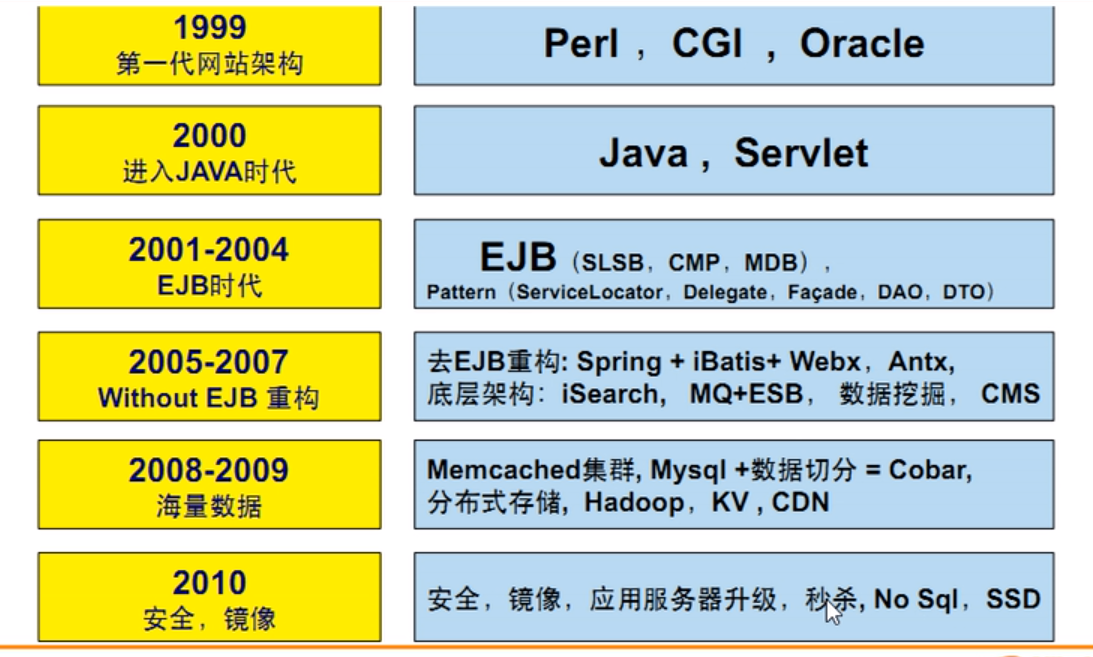 1999
第一代网站架构
Perl ，CGI ，Oracle
2000
进入JAVA时代
Java ，Servlet
2001-2004
EJB时代
EJB（SLSB，CMP，MDB），
Pattern（ServiceLocator，Delegate，Façade，DAO，DTO）
2005-2007
Without EJB 重构
去EJB重构: Spring + iBatis+ Webx，Antx,
底层架构：iSearch, MQ+ESB， 数据挖掘， CMS
2008-2009
海量数据
Memcached集群, Mysql +数据切分 = Cobar,
分布式存储, Hadoop，KV , CDN
2010
安全，镜像
安全，镜像，应用服务器升级，秒杀, No Sql，SSD